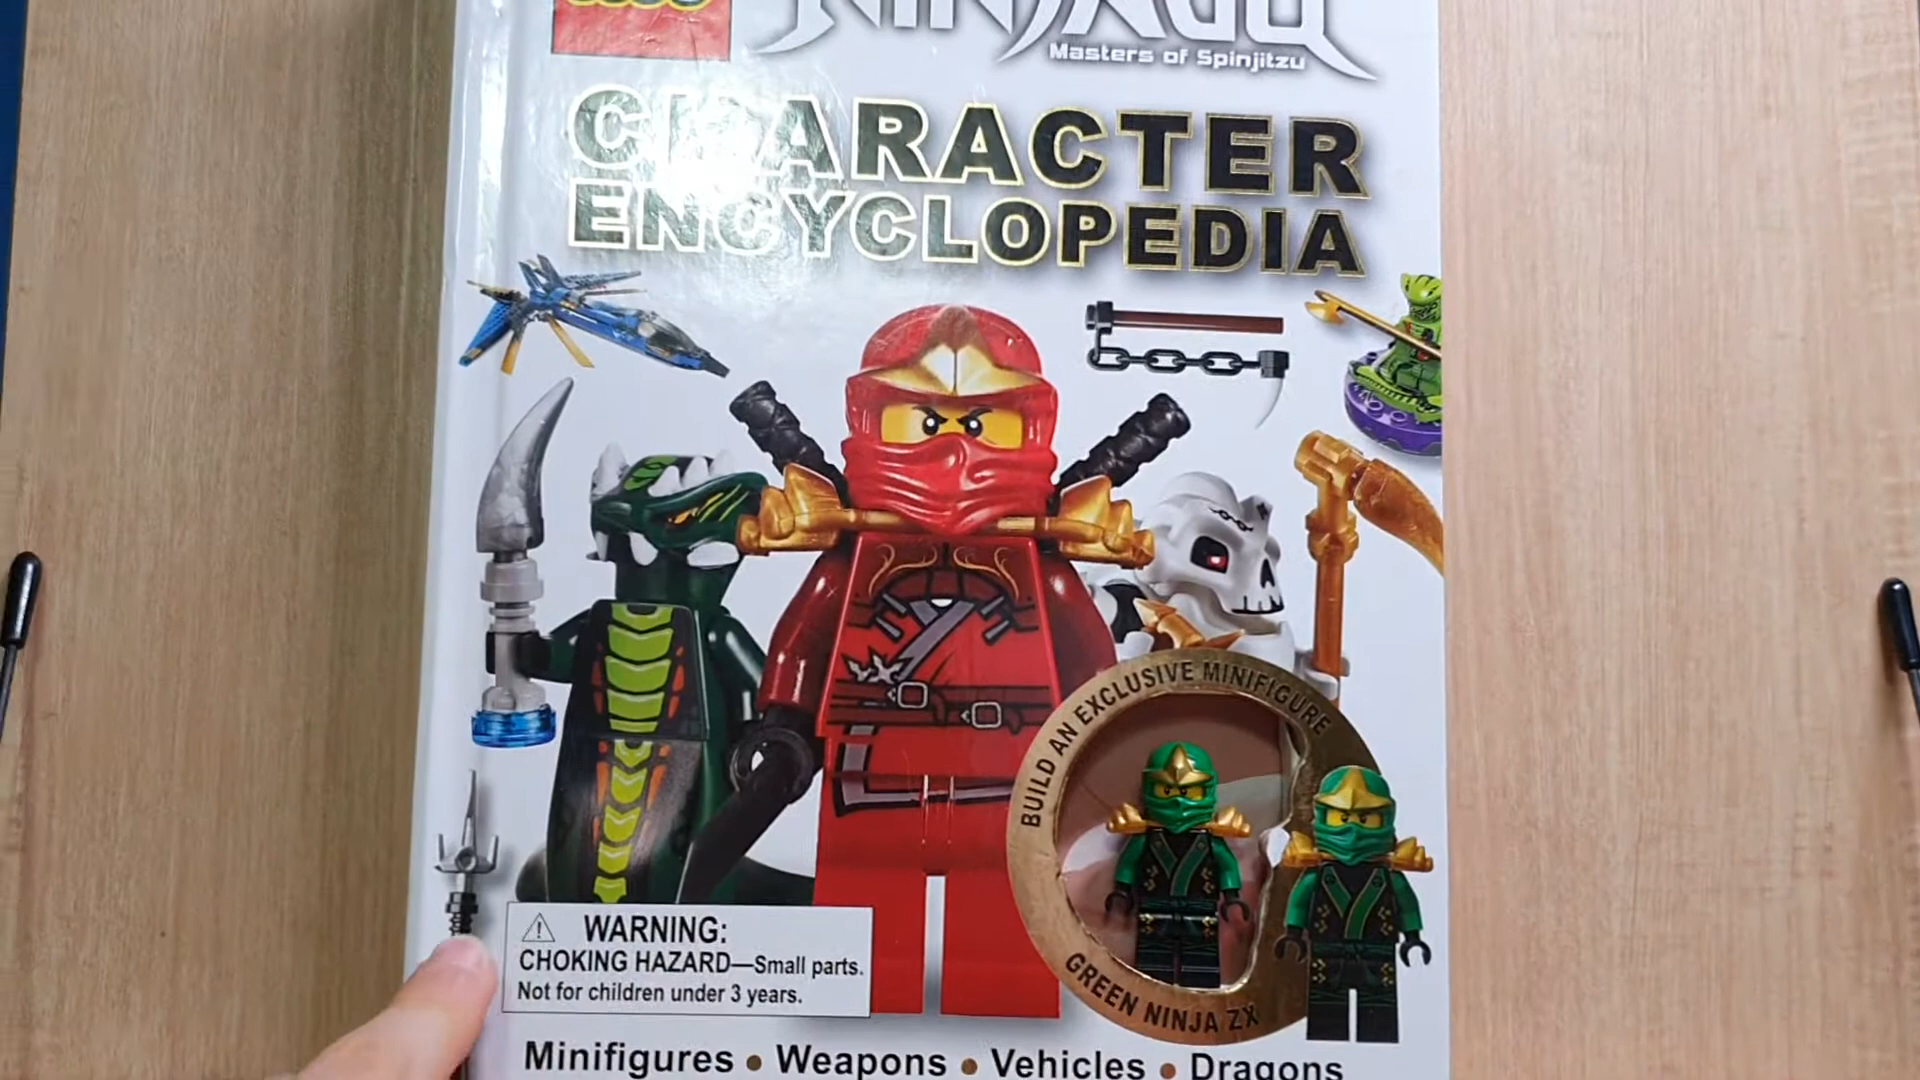 NINJAGO
Masters of Spinjitzu
CHARACTER
ENCYCLOPEDIA
BUILD AN EXCLUSIVE MINIFIGURE
GREEN NINJA ZX
WARNING:
CHOKING HAZARD—Small parts.
Not for children under 3 years.
Minifigures • Weapons • Vehicles • Dragons